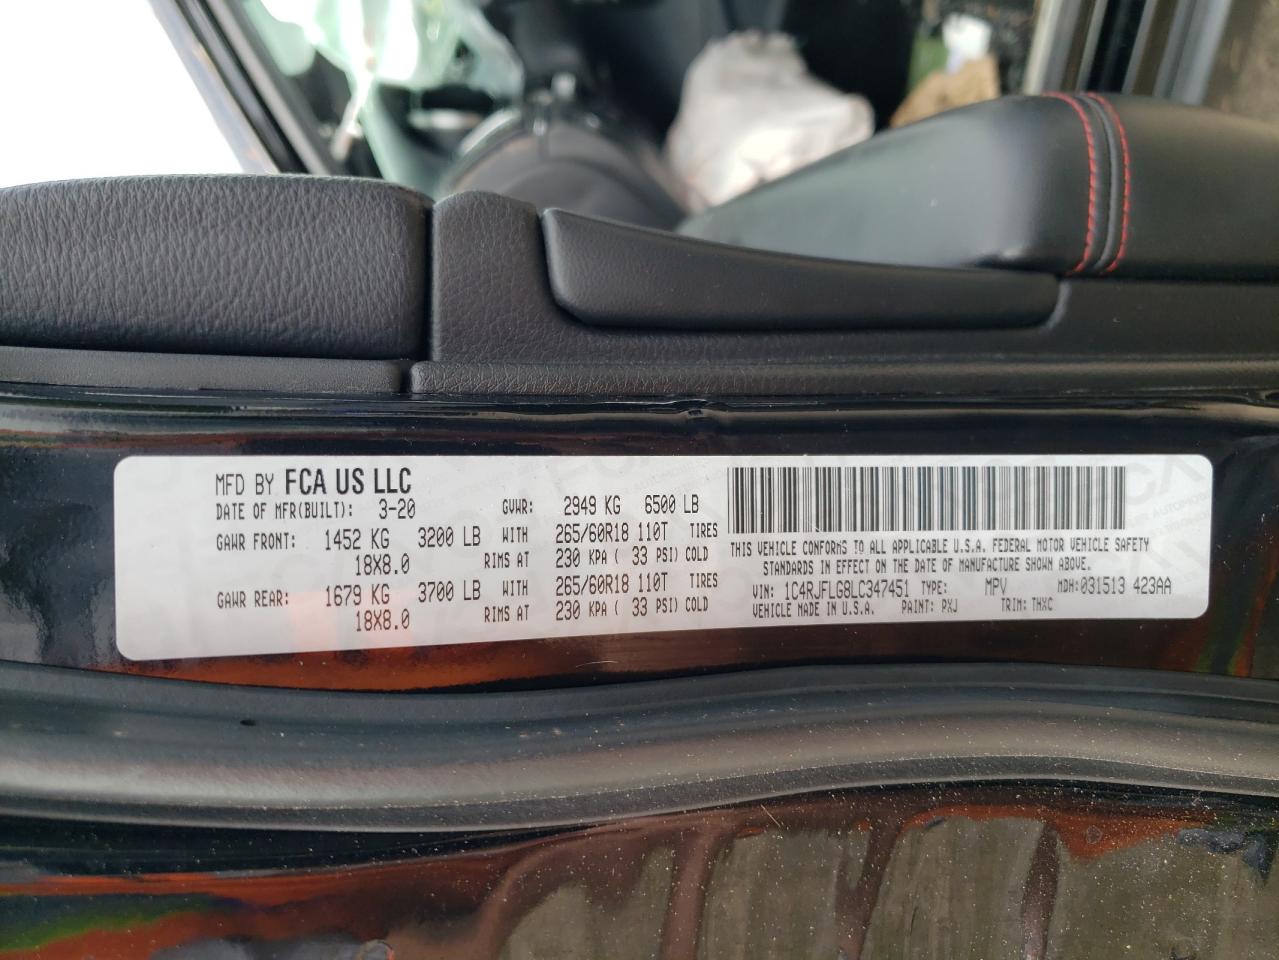 MFD BY FCA US LLC
DATE OF MFR(BUILT): 3-20 GVWR: 2949 KG 6500 LB
GAWR FRONT: 1452 KG 3200 LB WITH 265/60R18 110T TIRES
18X8.0 RIMS AT 230 KPA ( 33 PSI) COLD
GAWR REAR: 1679 KG 3700 LB WITH 265/60R18 110T TIRES
18X8.0 RIMS AT 230 KPA ( 33 PSI) COLD
THIS VEHICLE CONFORMS TO ALL APPLICABLE U.S.A. FEDERAL MOTOR VEHICLE SAFETY
STANDARDS IN EFFECT ON THE DATE OF MANUFACTURE SHOWN ABOVE.
VIN: 1C4RJFLG8LC347451 TYPE: MPV MDH: 031513 423AA
VEHICLE MADE IN U.S.A. PAINT: PXJ TRIM: THXC